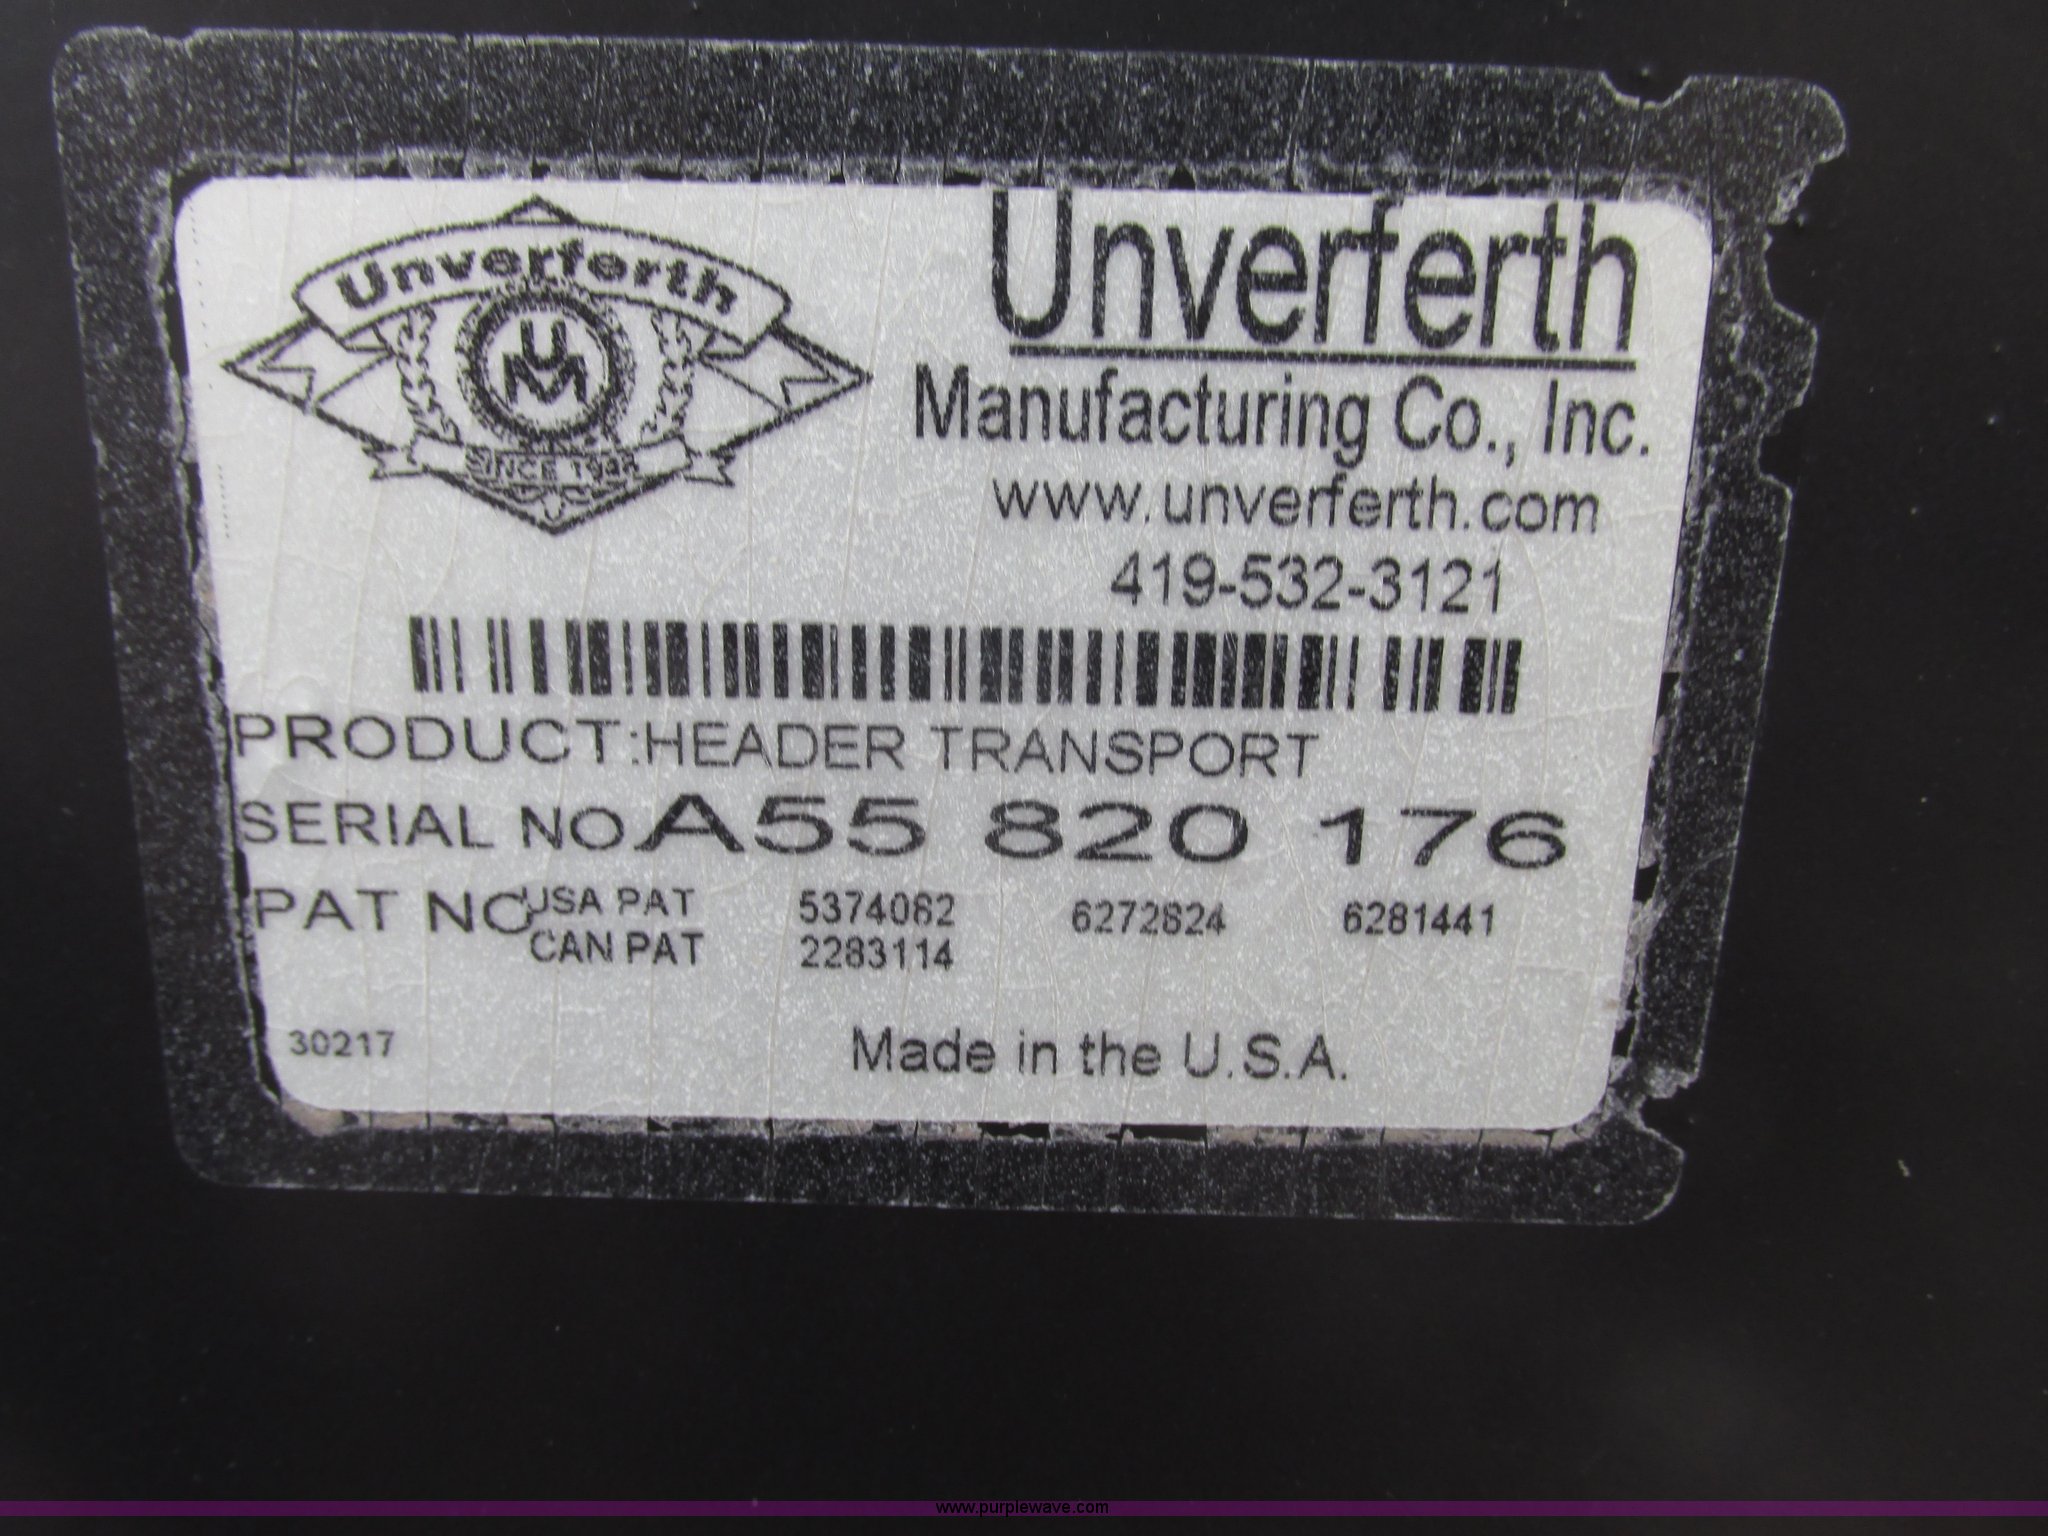 Unverferth
UM
SINCE 1948
Unverferth
Manufacturing Co., Inc.
www.unverferth.com
419-532-3121
PRODUCT:HEADER TRANSPORT
SERIAL NO A55 820 176
PAT NO USA PAT 5374062 6272824 6281441
CAN PAT 2283114
30217
Made in the U.S.A.
www.purplewave.com